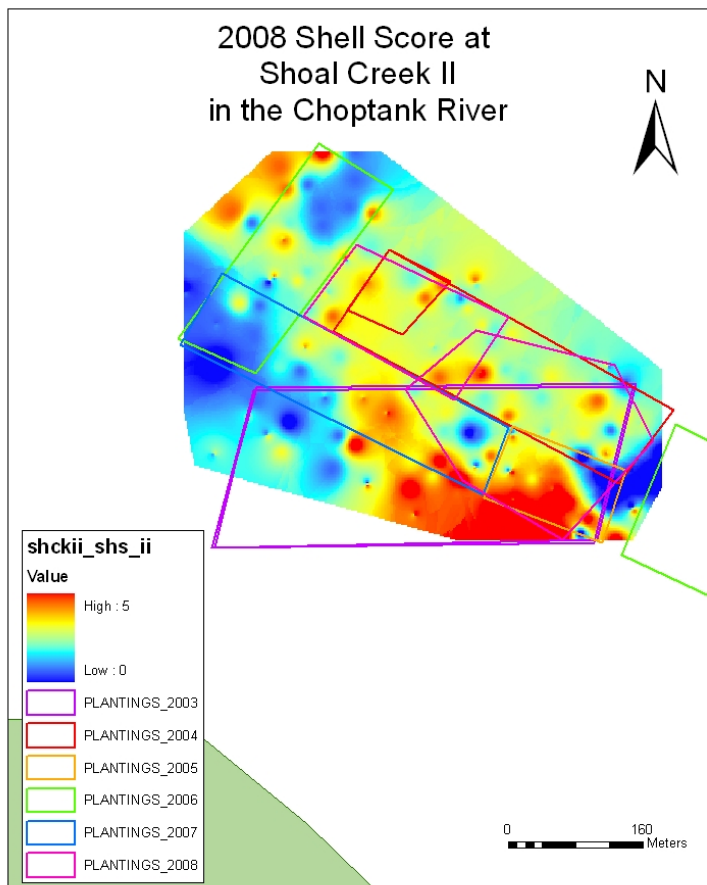 2008 Shell Score at
Shoal Creek II
in the Choptank River
N
shckii_shs_ii
Value
High : 5
Low : 0
PLANTINGS_2003
PLANTINGS_2004
PLANTINGS_2005
PLANTINGS_2006
PLANTINGS_2007
PLANTINGS_2008
0 160
Meters